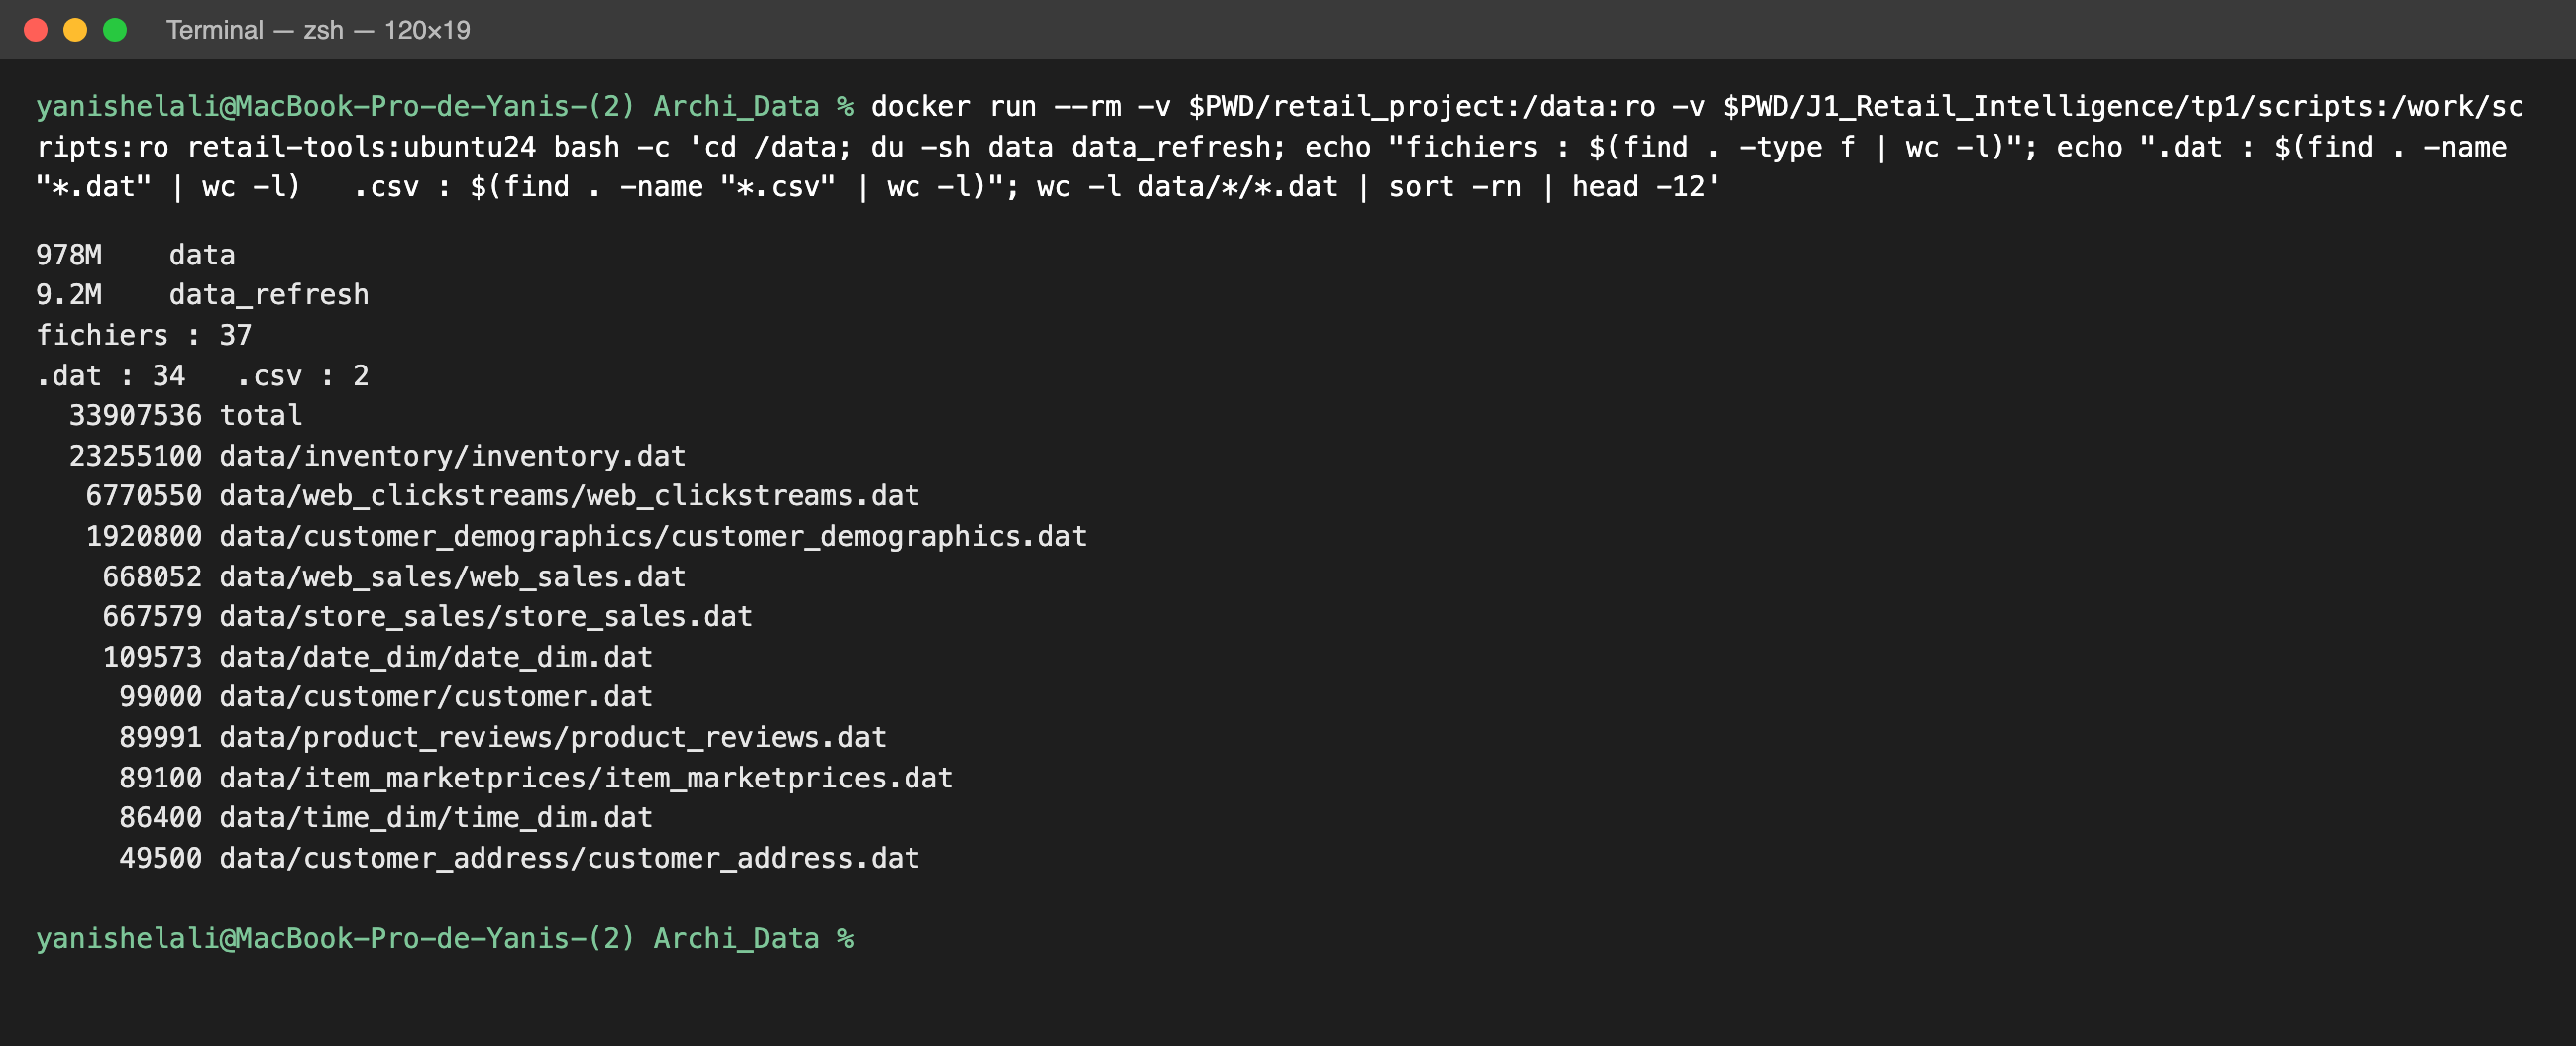 Terminal — zsh — 120×19
yanishelali@MacBook-Pro-de-Yanis-(2) Archi_Data % docker run --rm -v $PWD/retail_project:/data:ro -v $PWD/J1_Retail_Intelligence/tp1/scripts:/work/sc
ripts:ro retail-tools:ubuntu24 bash -c 'cd /data; du -sh data data_refresh; echo "fichiers : $(find . -type f | wc -l)"; echo ".dat : $(find . -name
"*.dat" | wc -l)   .csv : $(find . -name "*.csv" | wc -l)"; wc -l data/*/*.dat | sort -rn | head -12'
978M    data
9.2M    data_refresh
fichiers : 37
.dat : 34   .csv : 2
  33907536 total
  23255100 data/inventory/inventory.dat
   6770550 data/web_clickstreams/web_clickstreams.dat
   1920800 data/customer_demographics/customer_demographics.dat
    668052 data/web_sales/web_sales.dat
    667579 data/store_sales/store_sales.dat
    109573 data/date_dim/date_dim.dat
     99000 data/customer/customer.dat
     89991 data/product_reviews/product_reviews.dat
     89100 data/item_marketprices/item_marketprices.dat
     86400 data/time_dim/time_dim.dat
     49500 data/customer_address/customer_address.dat
yanishelali@MacBook-Pro-de-Yanis-(2) Archi_Data %